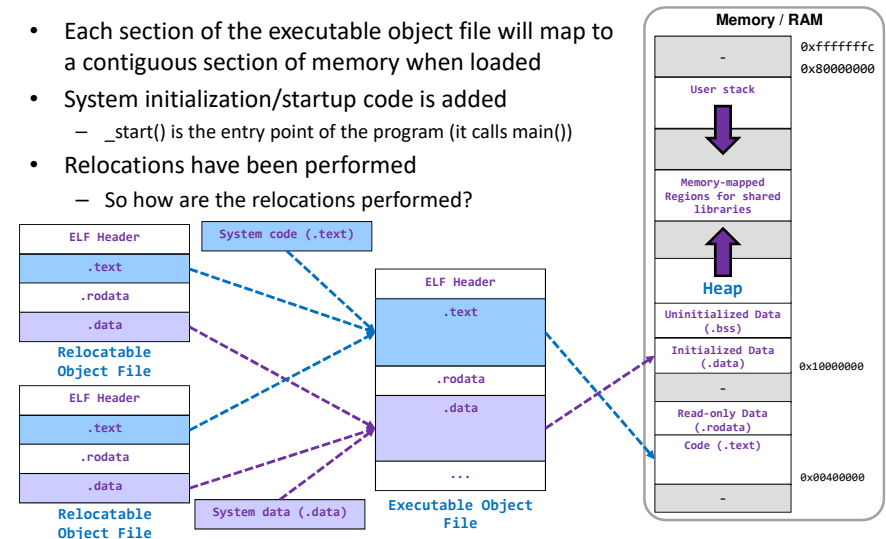 • Each section of the executable object file will map to
a contiguous section of memory when loaded
• System initialization/startup code is added
– _start() is the entry point of the program (it calls main())
• Relocations have been performed
– So how are the relocations performed?
ELF Header
.text
.rodata
.data
Relocatable
Object File
ELF Header
.text
.rodata
.data
Relocatable
Object File
System code (.text)
System data (.data)
ELF Header
.text
.rodata
.data
...
Executable Object
File
Memory / RAM
-
0xfffffffc
0x80000000
User stack
Memory-mapped
Regions for shared
libraries
Heap
Uninitialized Data
(.bss)
Initialized Data
(.data)
0x10000000
-
Read-only Data
(.rodata)
Code (.text)
0x00400000
-